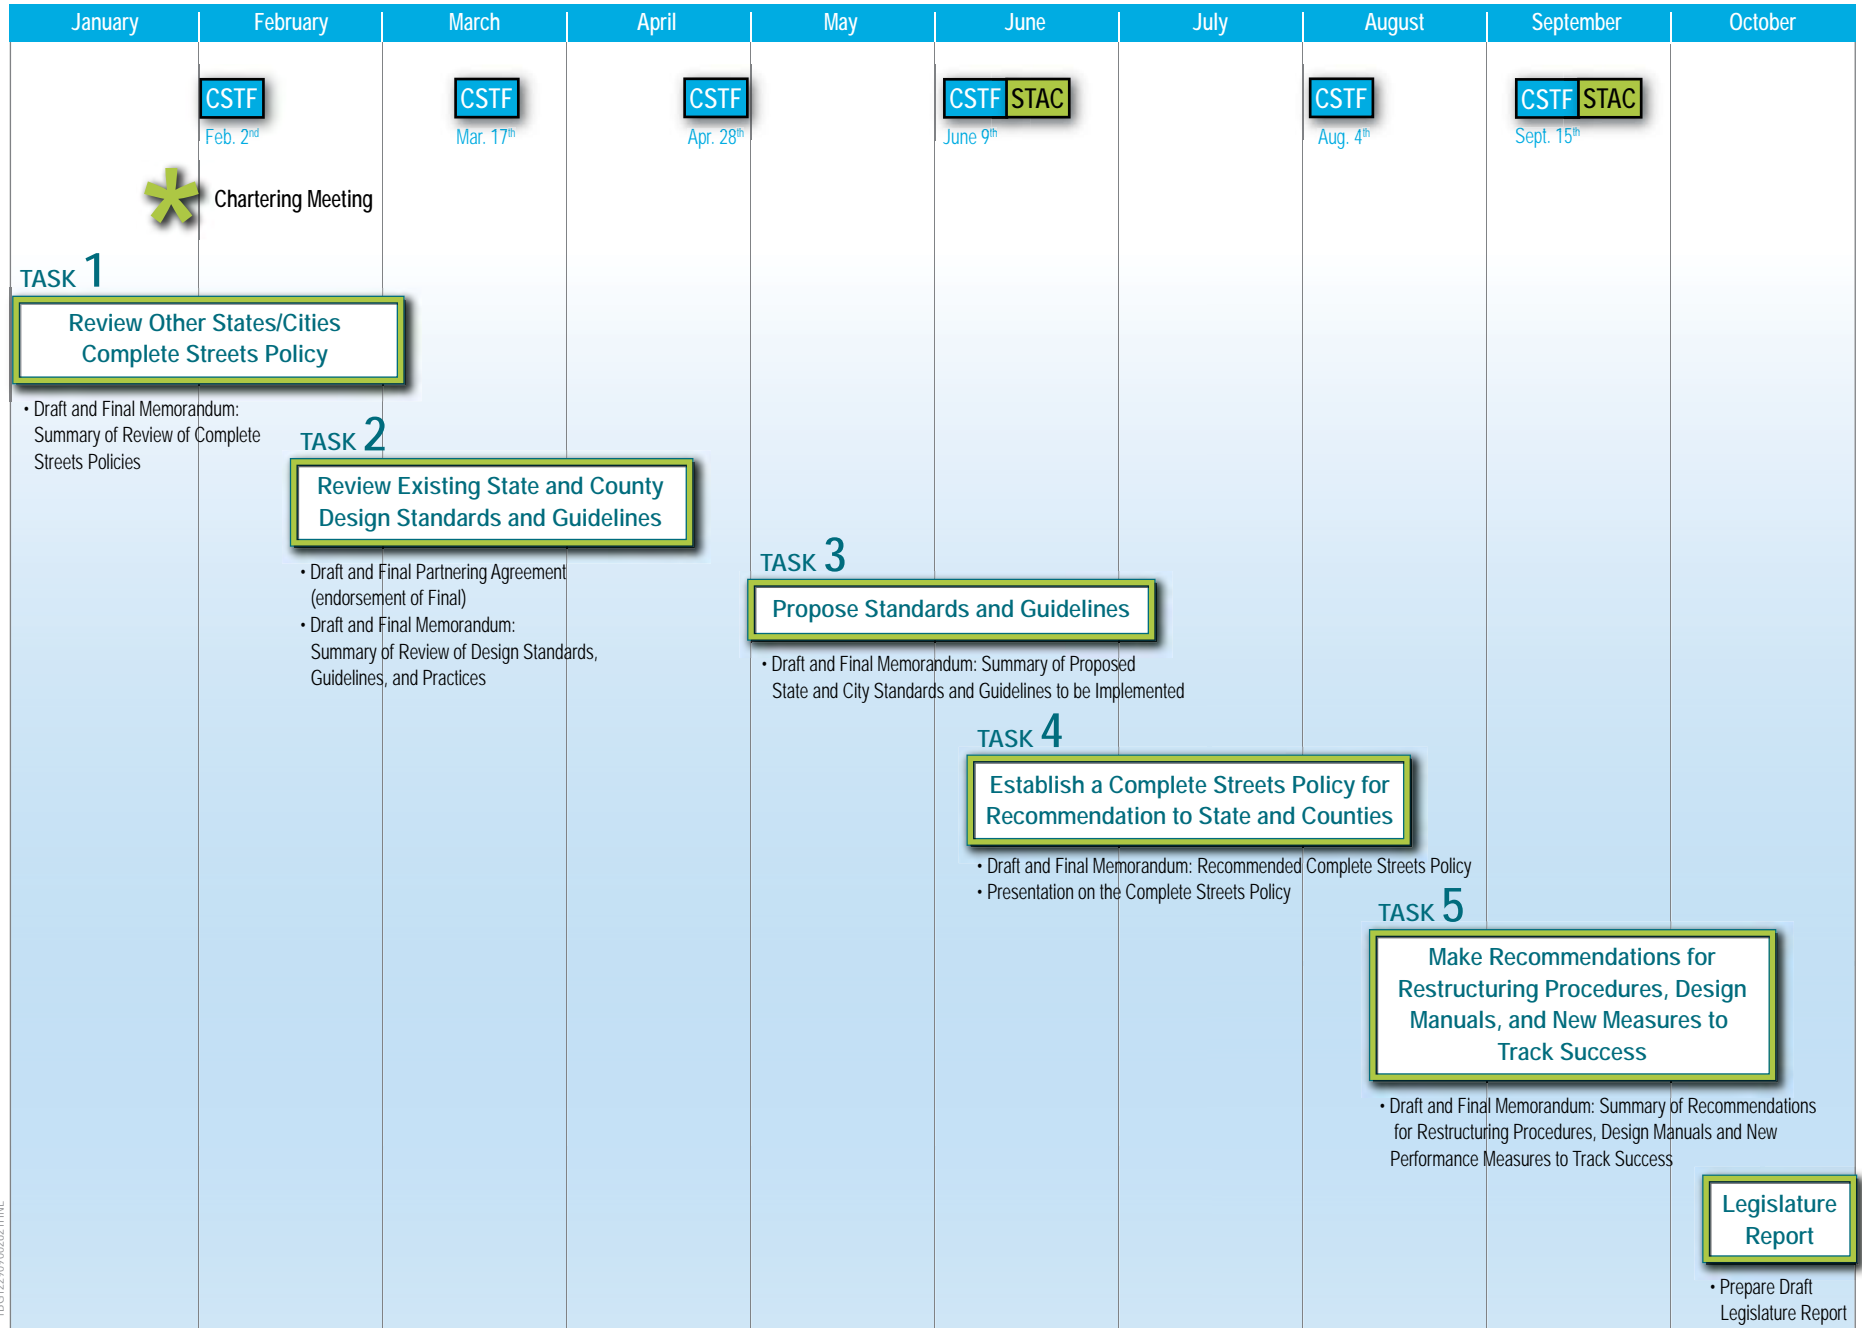 January February March April May June July August September October
CSTF CSTF CSTF CSTF STAC CSTF CSTF STAC
Feb. 2nd Mar. 17th Apr. 28th June 9th Aug. 4th Sept. 15th
* Chartering Meeting
TASK 1
Review Other States/Cities
Complete Streets Policy
• Draft and Final Memorandum:
Summary of Review of Complete
Streets Policies
TASK 2
Review Existing State and County
Design Standards and Guidelines
• Draft and Final Partnering Agreement
(endorsement of Final)
• Draft and Final Memorandum:
Summary of Review of Design Standards,
Guidelines, and Practices
TASK 3
Propose Standards and Guidelines
• Draft and Final Memorandum: Summary of Proposed
State and City Standards and Guidelines to be Implemented
TASK 4
Establish a Complete Streets Policy for
Recommendation to State and Counties
• Draft and Final Memorandum: Recommended Complete Streets Policy
• Presentation on the Complete Streets Policy
TASK 5
Make Recommendations for
Restructuring Procedures, Design
Manuals, and New Measures to
Track Success
• Draft and Final Memorandum: Summary of Recommendations
for Restructuring Procedures, Design Manuals and New
Performance Measures to Track Success
Legislature
Report
• Prepare Draft
Legislature Report